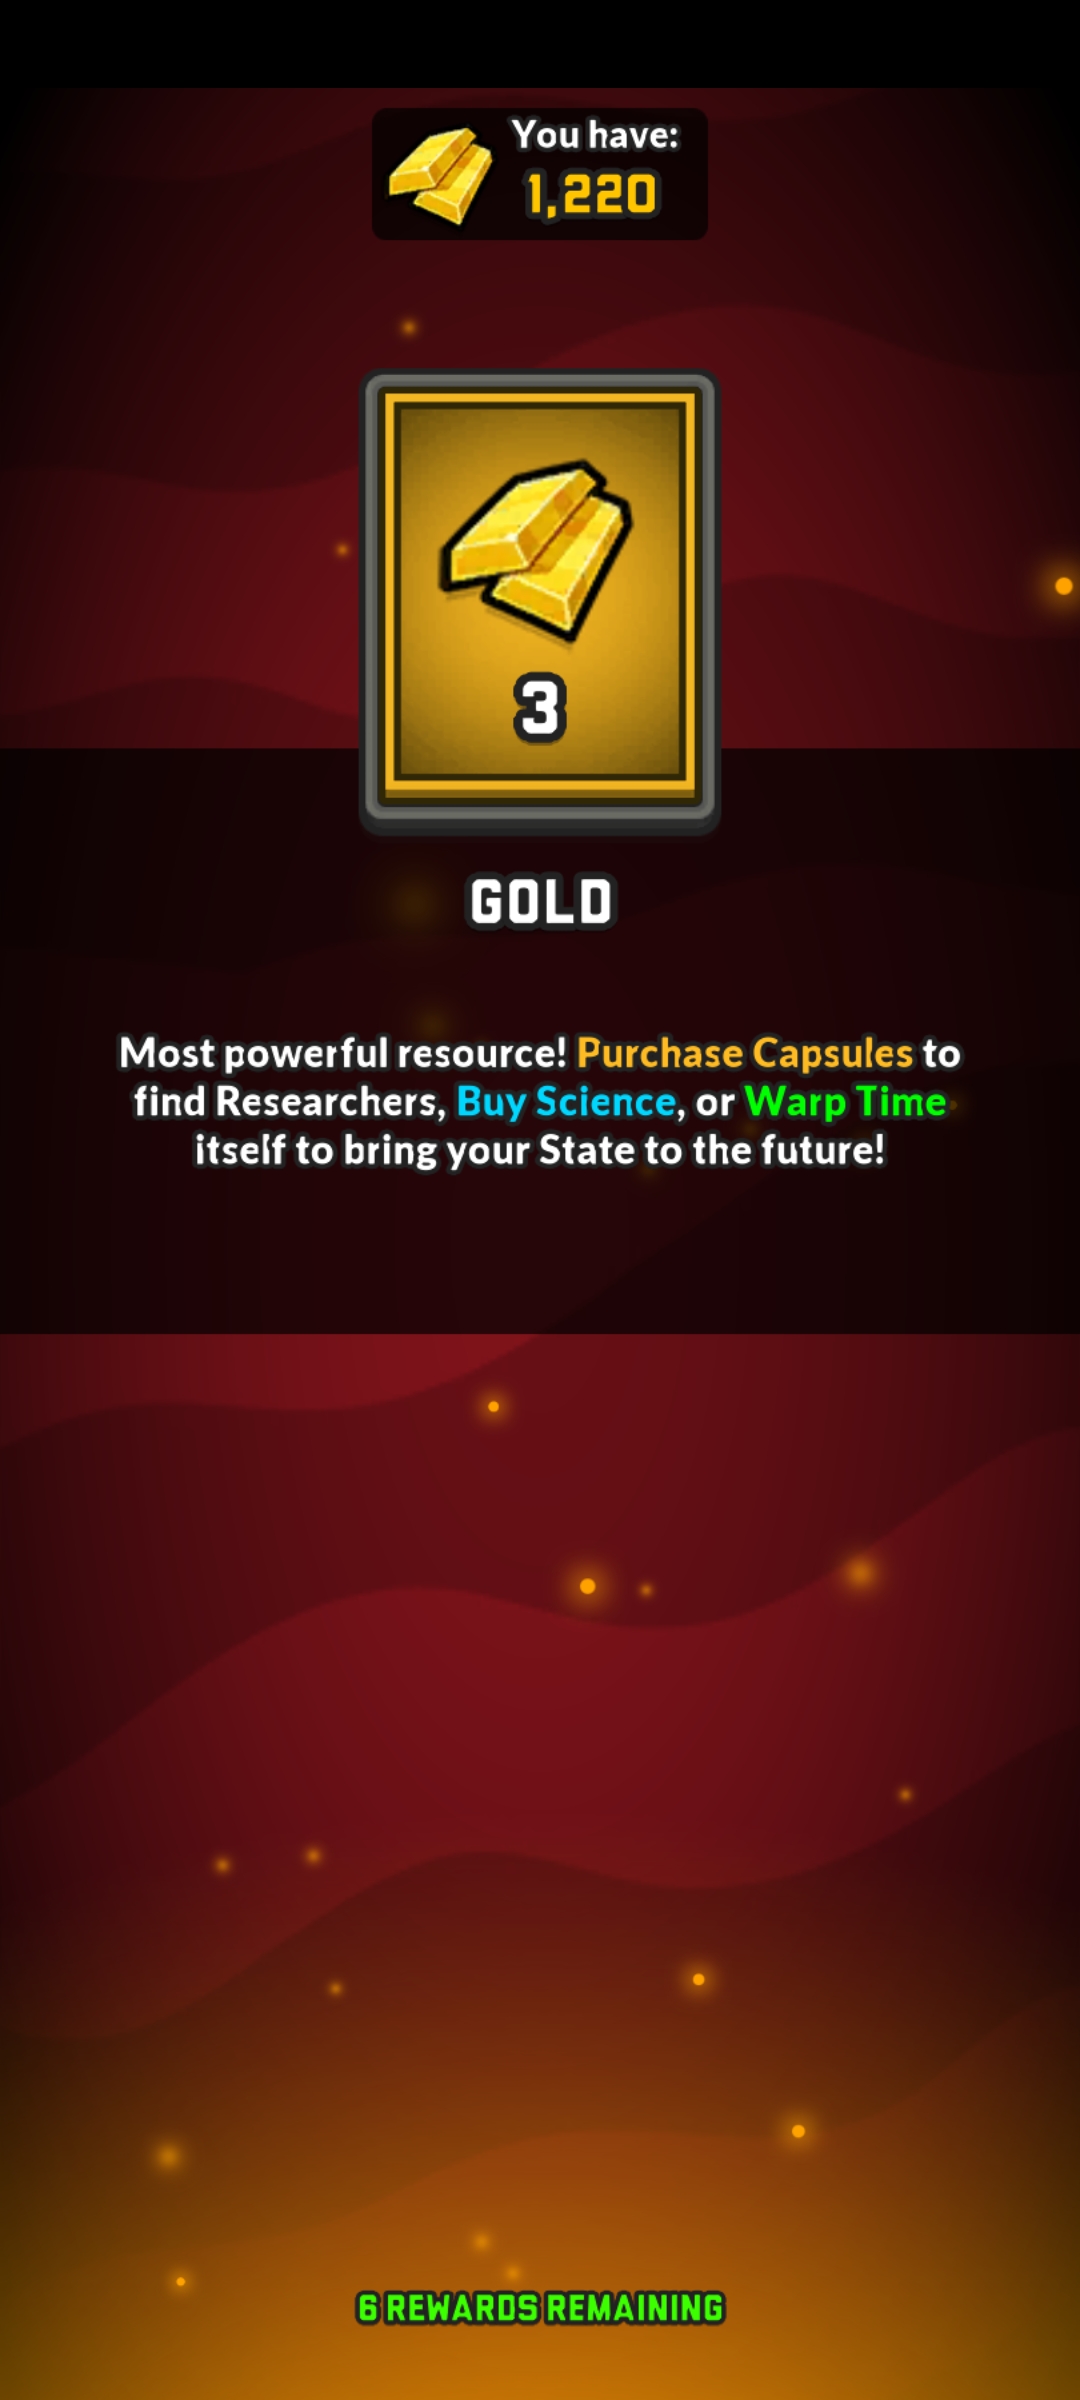 You have:
1,220
3
GOLD
Most powerful resource! Purchase Capsules to
find Researchers, Buy Science, or Warp Time
itself to bring your State to the future!
6 REWARDS REMAINING